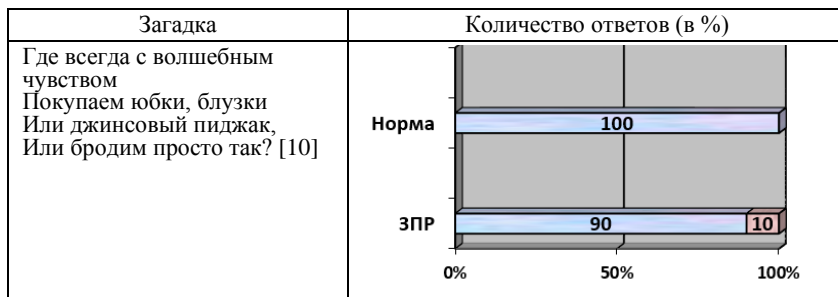 Загадка
Количество ответов (в %)
Где всегда с волшебным
чувством
Покупаем юбки, блузки
Или джинсовый пиджак,
Или бродим просто так? [10]
Норма
100
ЗПР
90
10
0%
50%
100%